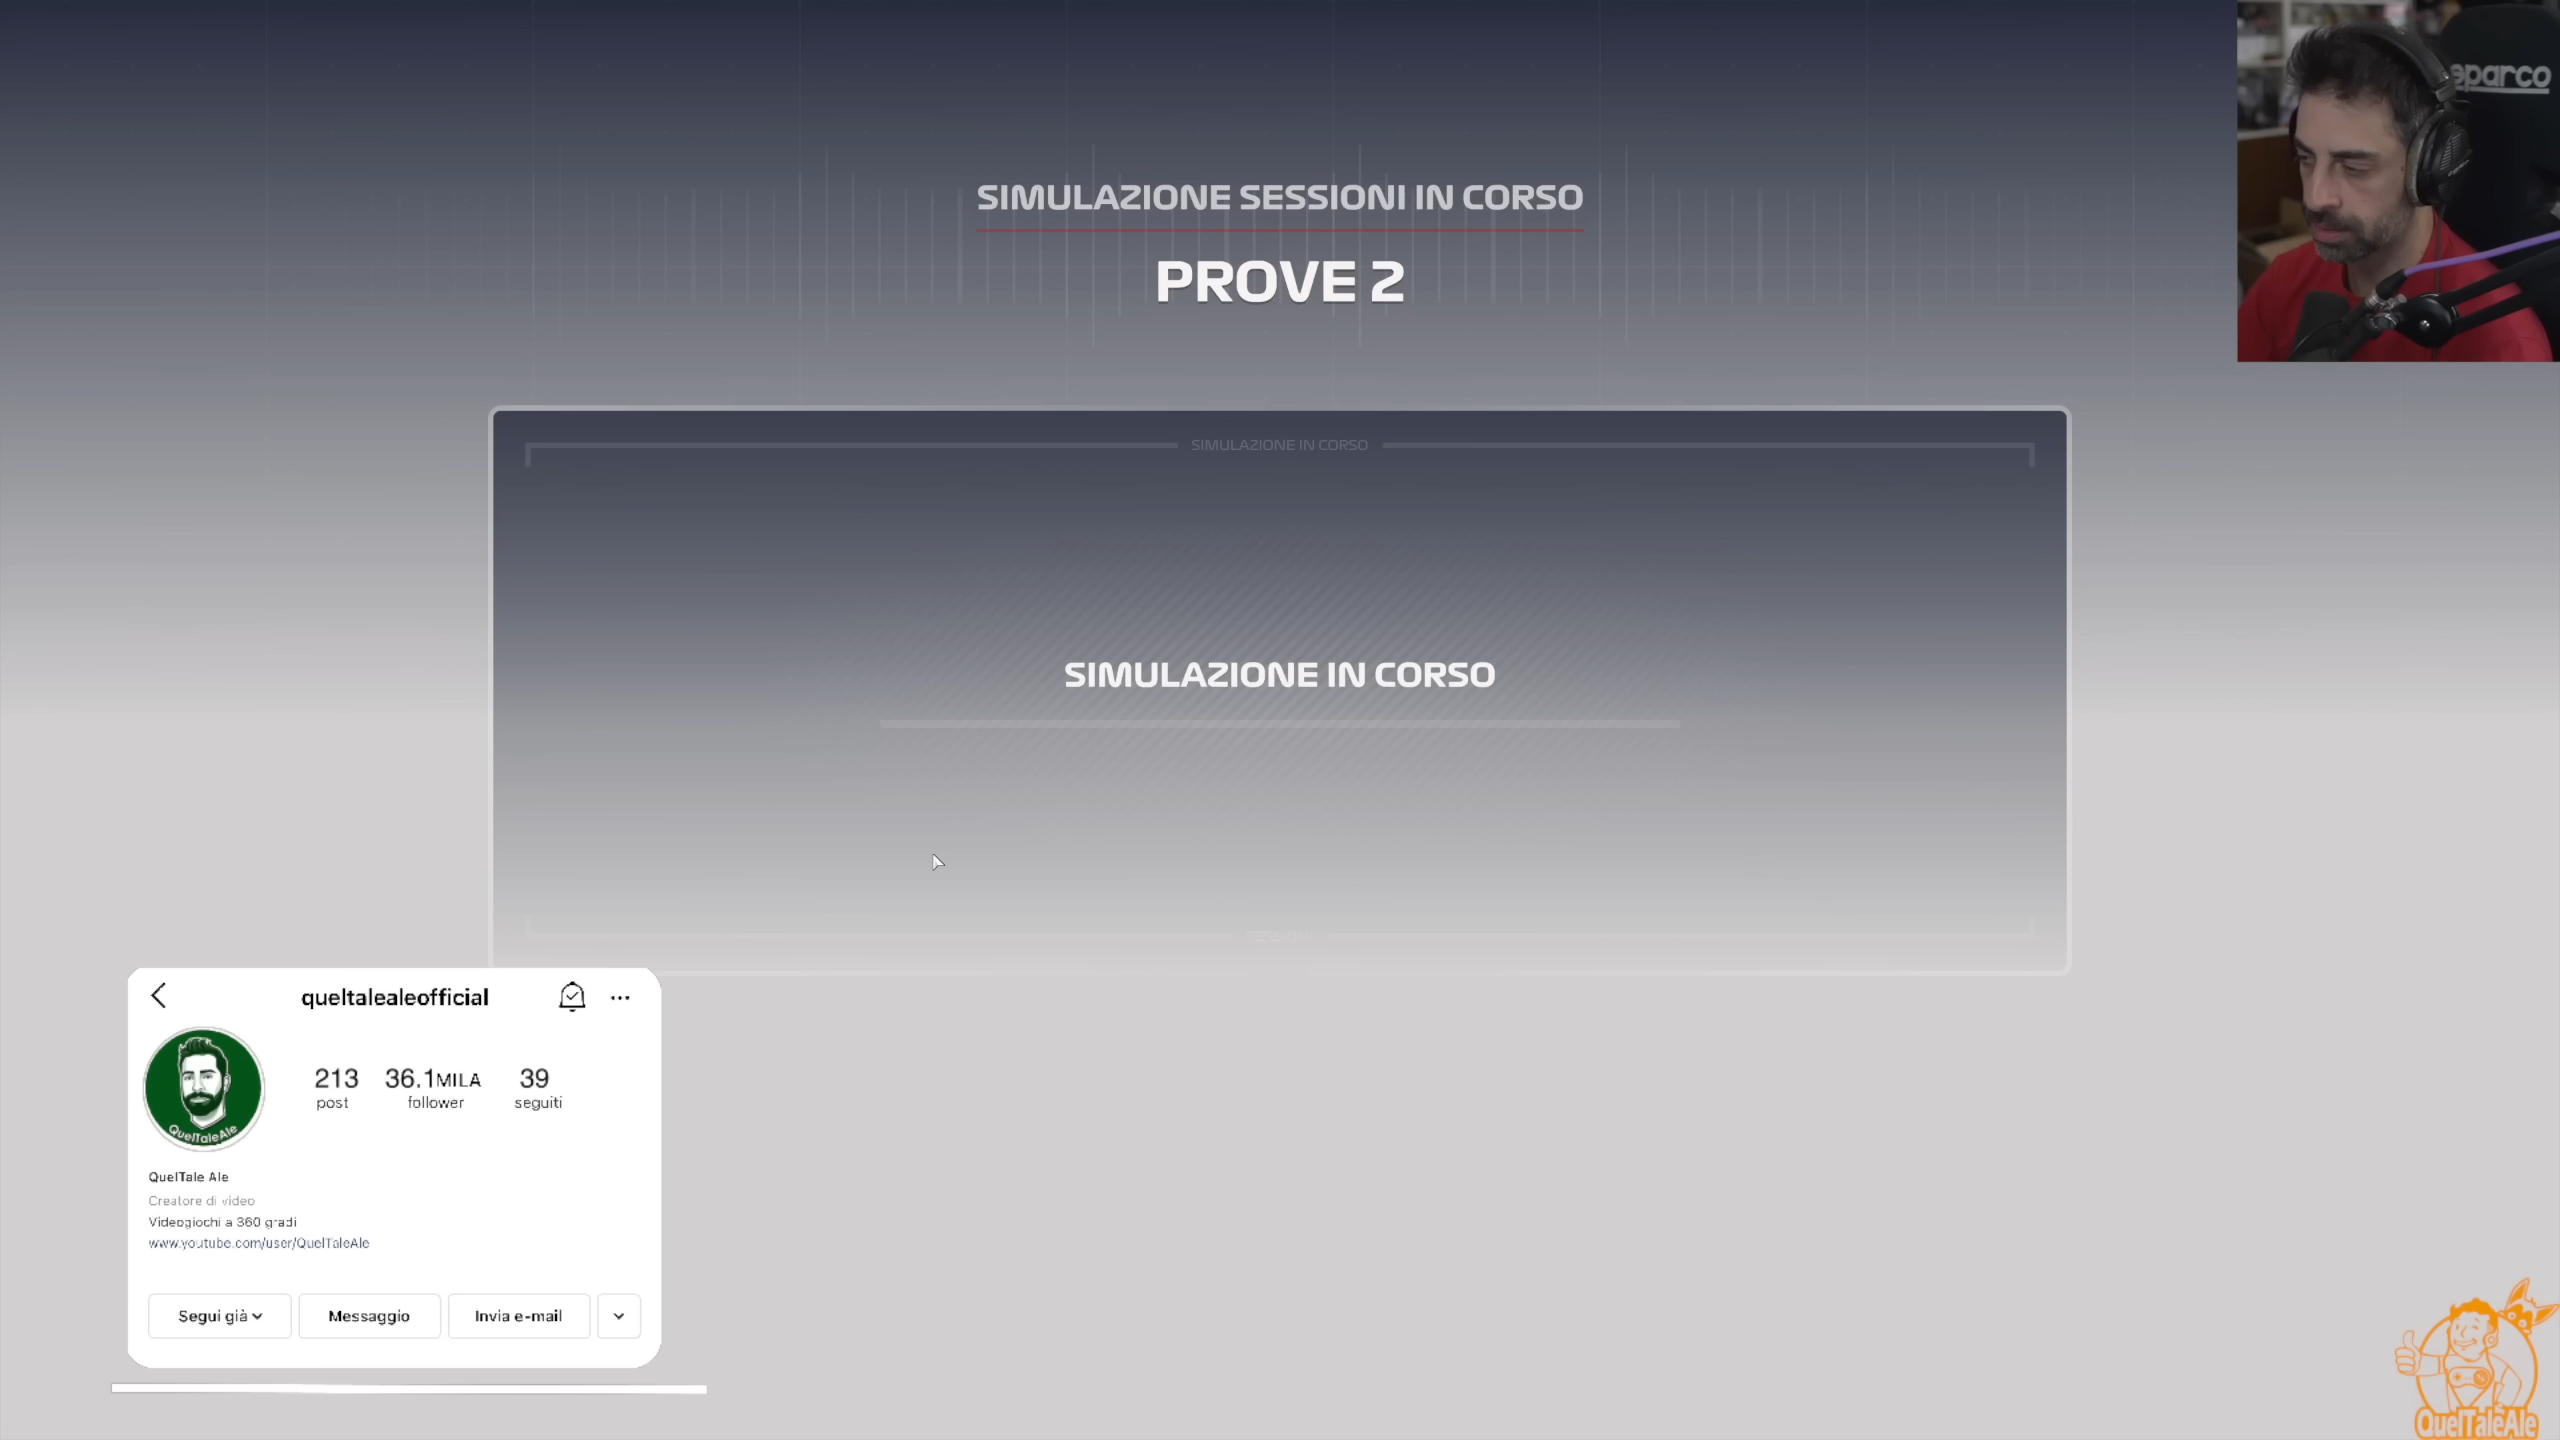 SIMULAZIONE SESSIONI IN CORSO
PROVE 2
sparco
SIMULAZIONE IN CORSO
SIMULAZIONE IN CORSO
queltalealeofficial
213 36.1MILA 39
post follower seguiti
QuelTaleAle
QuelTale Ale
Creatore di video
Videogiochi a 360 gradi
www.youtube.com/user/QuelTaleAle
Segui già Messaggio Invia e-mail
QuelTaleAle